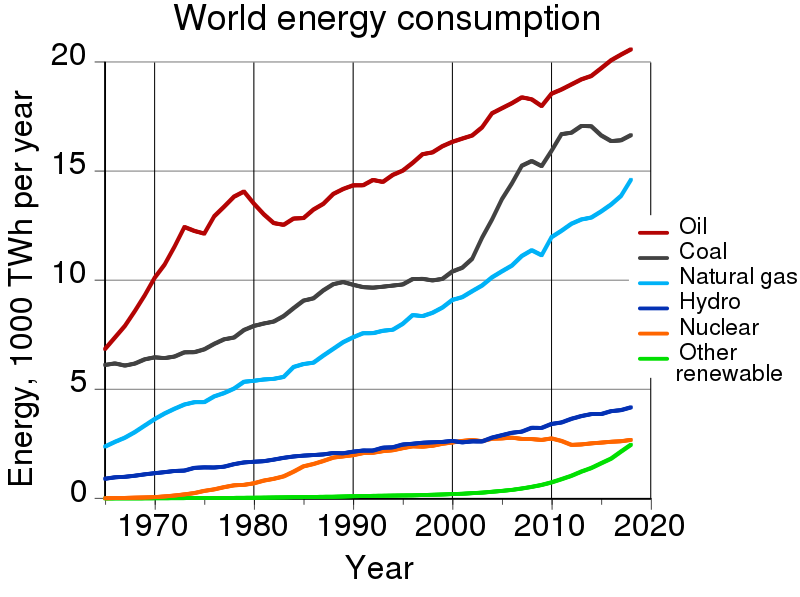 World energy consumption
Energy, 1000 TWh per year
20
15
10
5
0
1970 1980 1990 2000 2010 2020
Year
Oil
Coal
Natural gas
Hydro
Nuclear
Other
renewable